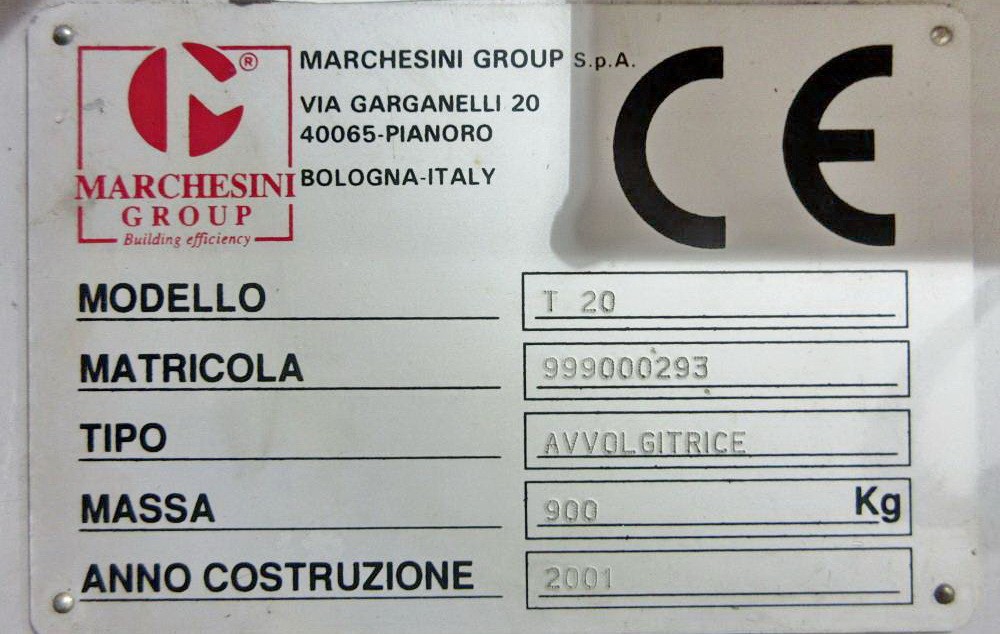 MARCHESINI
GROUP
Building efficiency
®
MARCHESINI GROUP S.p.A.
VIA GARGANELLI 20
40065-PIANORO
BOLOGNA-ITALY
CE
MODELLO T 20
MATRICOLA 999000293
TIPO AVVOLGITRICE
MASSA 900 Kg
ANNO COSTRUZIONE 2001